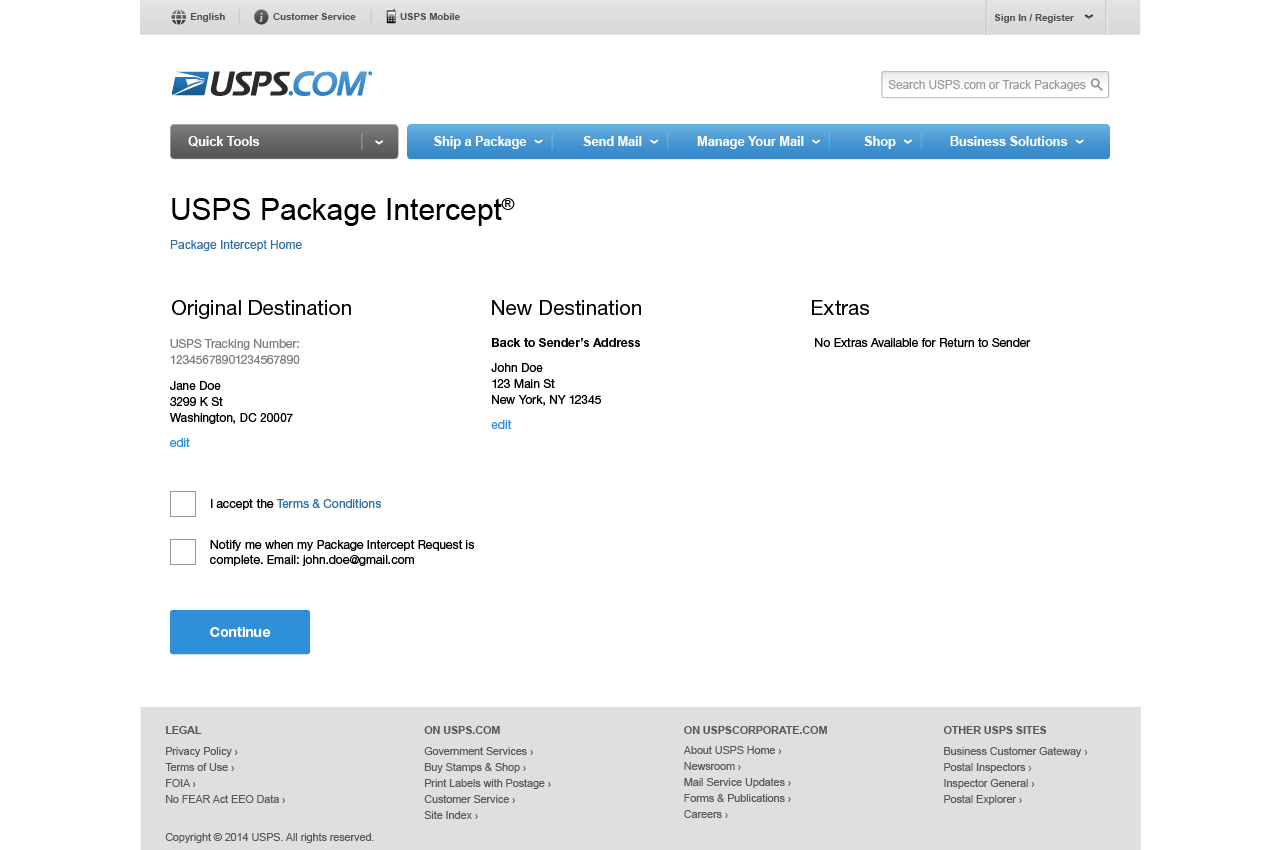 English
Customer Service
USPS Mobile
Sign In / Register
USPS.COM
Search USPS.com or Track Packages
Quick Tools
Ship a Package
Send Mail
Manage Your Mail
Shop
Business Solutions
USPS Package Intercept®
Package Intercept Home
Original Destination
USPS Tracking Number:
12345678901234567890
Jane Doe
3299 K St
Washington, DC 20007
edit
New Destination
Back to Sender's Address
John Doe
123 Main St
New York, NY 12345
edit
Extras
No Extras Available for Return to Sender
I accept the Terms & Conditions
Notify me when my Package Intercept Request is
complete. Email: john.doe@gmail.com
Continue
LEGAL
Privacy Policy ›
Terms of Use ›
FOIA ›
No FEAR Act EEO Data ›
ON USPS.COM
Government Services ›
Buy Stamps & Shop ›
Print Labels with Postage ›
Customer Service ›
Site Index ›
ON USPSCORPORATE.COM
About USPS Home ›
Newsroom ›
Mail Service Updates ›
Forms & Publications ›
Careers ›
OTHER USPS SITES
Business Customer Gateway ›
Postal Inspectors ›
Inspector General ›
Postal Explorer ›
Copyright © 2014 USPS. All rights reserved.